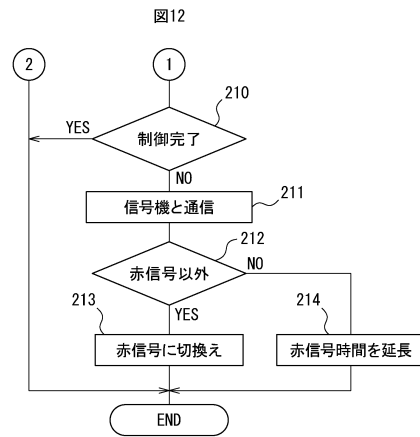 図12
2
1
210
YES
制御完了
NO
211
信号機と通信
212
赤信号以外
NO
213
YES
214
赤信号に切換え
赤信号時間を延長
END